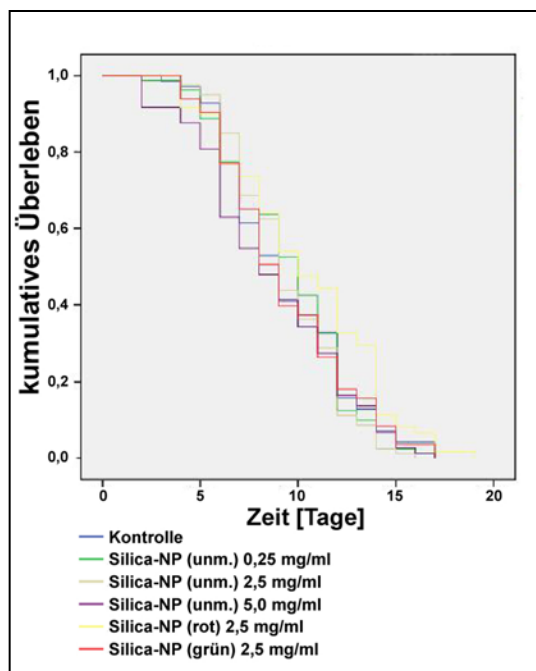 kumulatives Überleben
1,0
0,8
0,6
0,4
0,2
0,0
0 5 10 15 20
Zeit [Tage]
Kontrolle
Silica-NP (unm.) 0,25 mg/ml
Silica-NP (unm.) 2,5 mg/ml
Silica-NP (unm.) 5,0 mg/ml
Silica-NP (rot) 2,5 mg/ml
Silica-NP (grün) 2,5 mg/ml